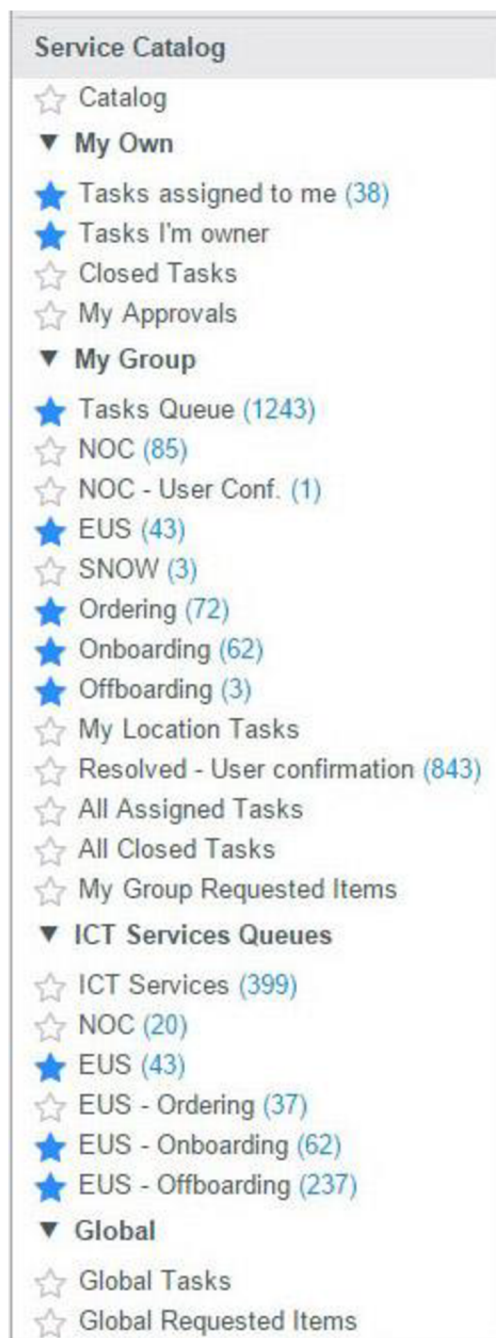 Service Catalog
Catalog
My Own
Tasks assigned to me (38)
Tasks I'm owner
Closed Tasks
My Approvals
My Group
Tasks Queue (1243)
NOC (85)
NOC - User Conf. (1)
EUS (43)
SNOW (3)
Ordering (72)
Onboarding (62)
Offboarding (3)
My Location Tasks
Resolved - User confirmation (843)
All Assigned Tasks
All Closed Tasks
My Group Requested Items
ICT Services Queues
ICT Services (399)
NOC (20)
EUS (43)
EUS - Ordering (37)
EUS - Onboarding (62)
EUS - Offboarding (237)
Global
Global Tasks
Global Requested Items